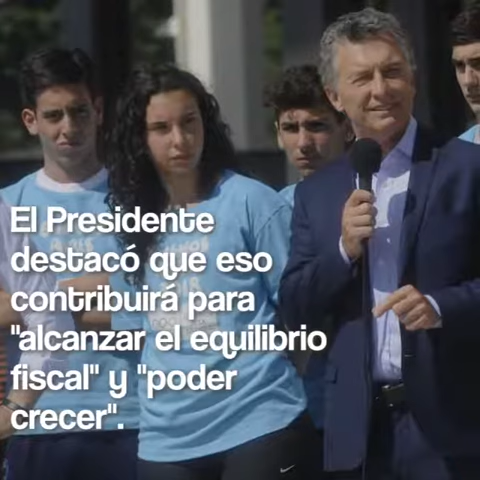 El Presidente
destacó que eso
contribuirá para
"alcanzar el equilibrio
fiscal" y "poder
crecer".